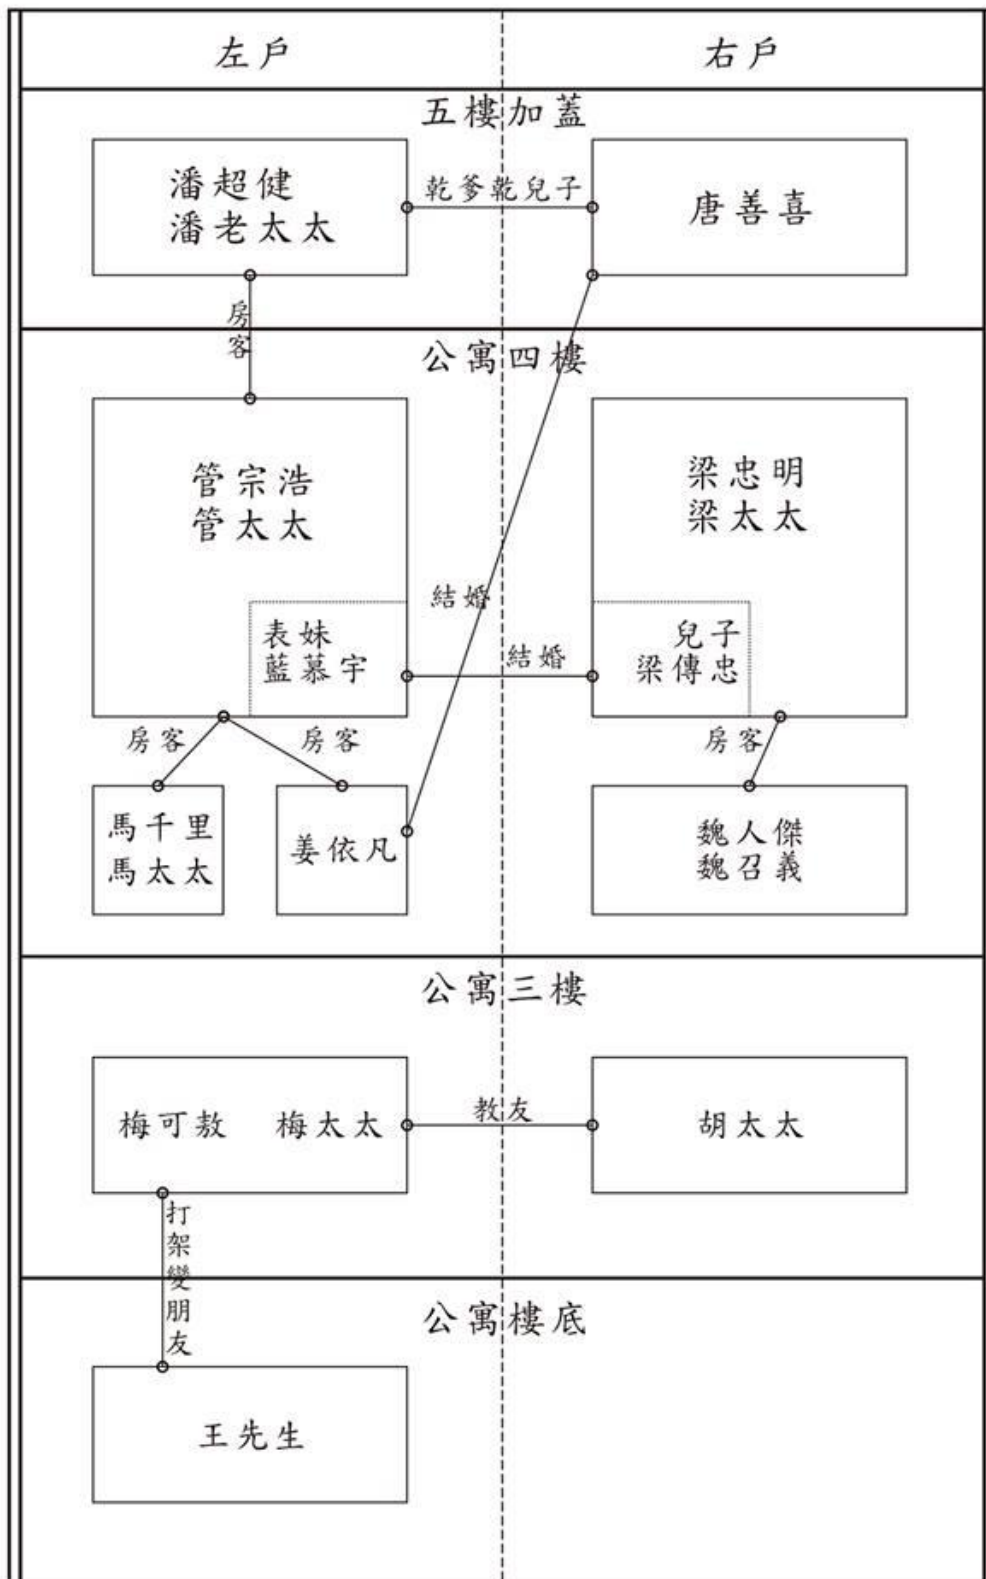 左戶
右戶
五樓加蓋
潘超健
潘老太太
乾爹乾兒子
唐善喜
房客
公寓四樓
管宗浩
管太太
梁忠明
梁太太
結婚
表妹
藍慕宇
結婚
兒子
梁傳忠
房客
房客
房客
馬千里
馬太太
姜依凡
魏人傑
魏召義
公寓三樓
梅可敖 梅太太
教友
胡太太
打架變朋友
公寓樓底
王先生